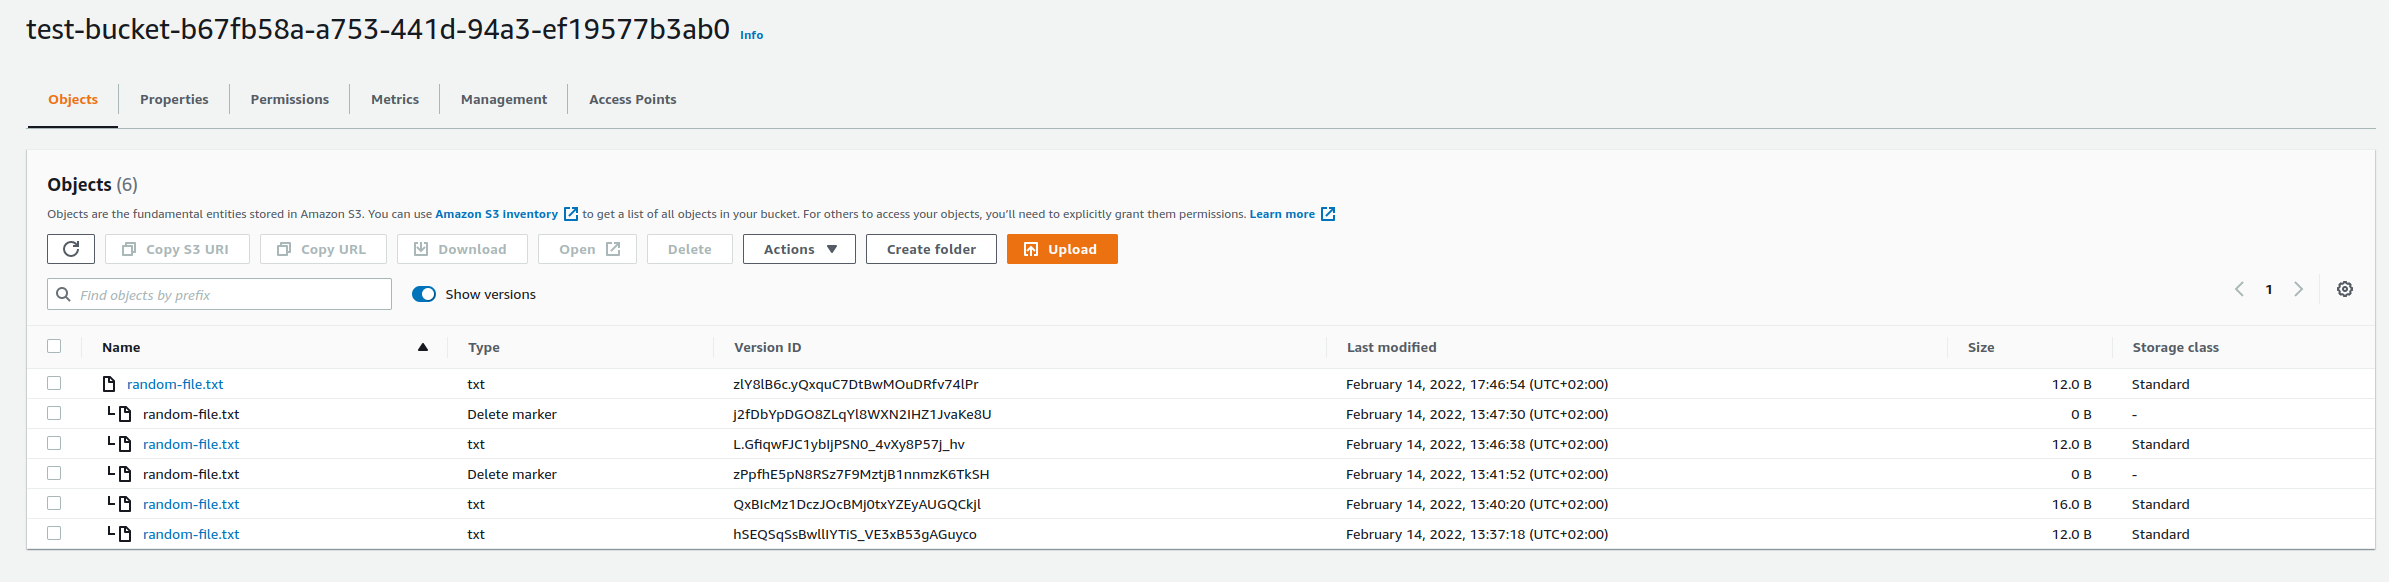 test-bucket-b67fb58a-a753-441d-94a3-ef19577b3ab0 Info
Objects Properties Permissions Metrics Management Access Points
Objects (6)
Objects are the fundamental entities stored in Amazon S3. You can use Amazon S3 inventory to get a list of all objects in your bucket. For others to access your objects, you'll need to explicitly grant them permissions. Learn more
Copy S3 URI Copy URL Download Open Delete Actions Create folder Upload
Find objects by prefix Show versions 1
Name Type Version ID Last modified Size Storage class
random-file.txt txt zlY8lB6c.yQxquC7DtBwMOuDRfv74lPr February 14, 2022, 17:46:54 (UTC+02:00) 12.0 B Standard
random-file.txt Delete marker j2fDbYpDGO8ZLqYl8WXN2IHZ1JvaKe8U February 14, 2022, 13:47:30 (UTC+02:00) 0 B -
random-file.txt txt L.GfiqwFJC1ybIjPSN0_4vXy8P57j_hv February 14, 2022, 13:46:38 (UTC+02:00) 12.0 B Standard
random-file.txt Delete marker zPpfhE5pN8RSz7F9MztjB1nnmzK6TkSH February 14, 2022, 13:41:52 (UTC+02:00) 0 B -
random-file.txt txt QxBIcMz1DczJOcBMj0txYZEyAUGQCkjl February 14, 2022, 13:40:20 (UTC+02:00) 16.0 B Standard
random-file.txt txt hSEQSqSsBwllIYTIS_VE3xB53gAGuyco February 14, 2022, 13:37:18 (UTC+02:00) 12.0 B Standard